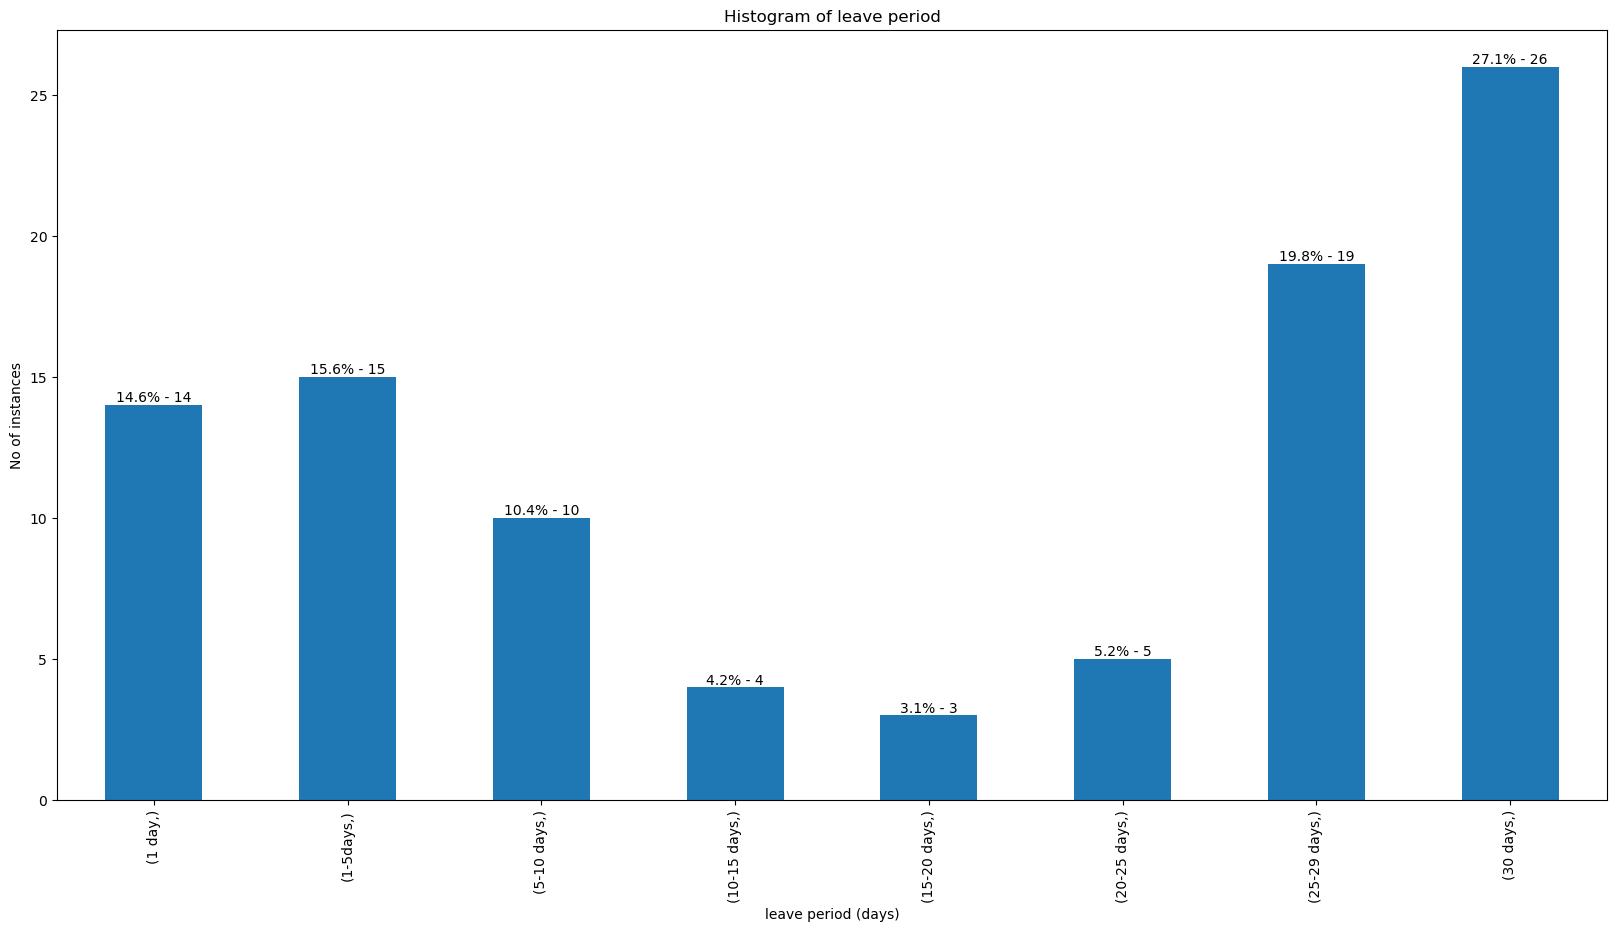 Histogram of leave period
No of instances
25
20
15
10
5
0
14.6% - 14
15.6% - 15
10.4% - 10
4.2% - 4
3.1% - 3
5.2% - 5
19.8% - 19
27.1% - 26
(1 day,)
(1-5days,)
(5-10 days,)
(10-15 days,)
(15-20 days,)
(20-25 days,)
(25-29 days,)
(30 days,)
leave period (days)